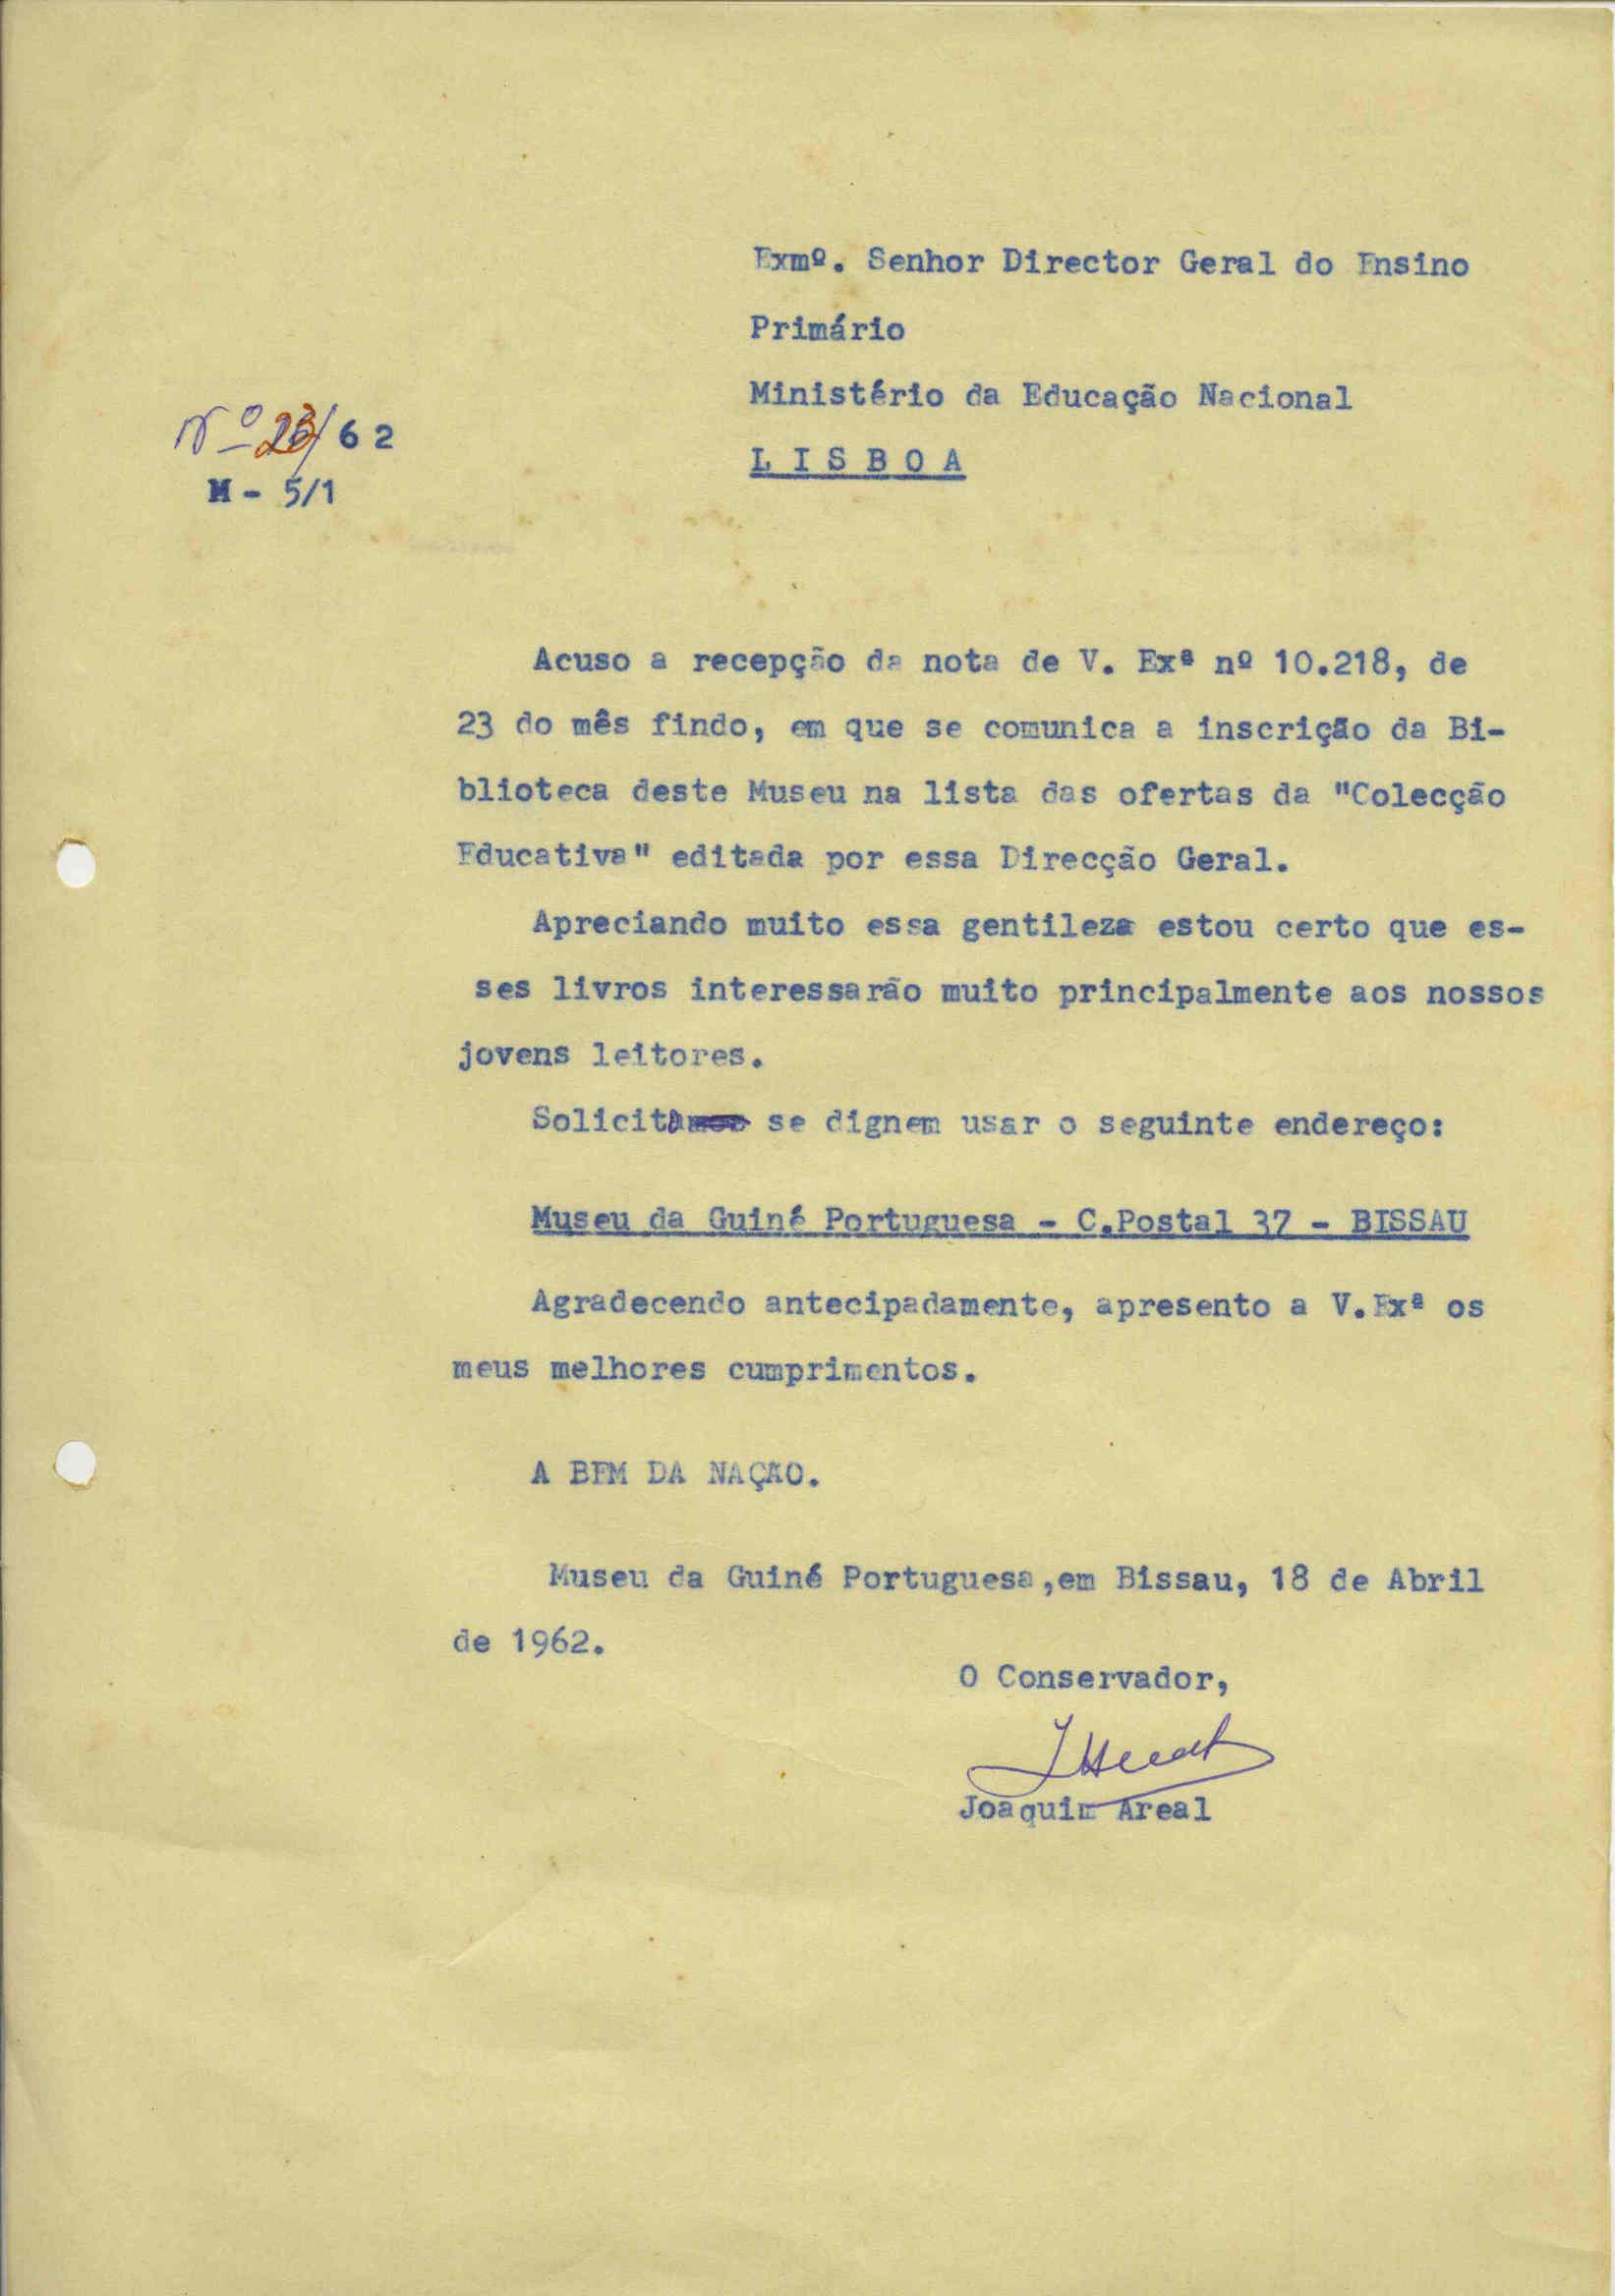 Exmº. Senhor Director Geral do Ensino
Primário
Ministério da Educação Nacional
LISBOA
Nº 23/62
M - 5/1
Acuso a recepção da nota de V. Exª nº 10.218, de
23 do mês findo, em que se comunica a inscrição da Bi-
blioteca deste Museu na lista das ofertas da "Colecção
Educativa" editada por essa Direcção Geral.
Apreciando muito essa gentileza estou certo que es-
ses livros interessarão muito principalmente aos nossos
jovens leitores.
Solicito se dignem usar o seguinte endereço:
Museu da Guiné Portuguesa - C.Postal 37 - BISSAU
Agradecendo antecipadamente, apresento a V.Exª os
meus melhores cumprimentos.
A BEM DA NAÇÃO.
Museu da Guiné Portuguesa,em Bissau, 18 de Abril
de 1962.
O Conservador,
Joaquim Areal